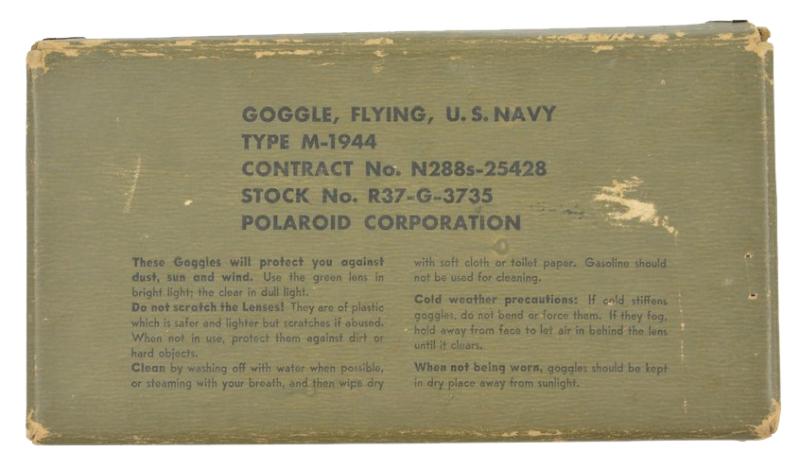 GOGGLE, FLYING, U.S. NAVY
TYPE M-1944
CONTRACT No. N288s-25428
STOCK No. R37-G-3735
POLAROID CORPORATION
These Goggles will protect you against
dust, sun and wind. Use the green lens in
bright light; the clear in dull light.
Do not scratch the Lenses! They are of plastic
which is safer and lighter but scratches if abused.
When not in use, protect them against dirt or
hard objects.
Clean by washing off with water when possible,
or steaming with your breath, and then wipe dry
with soft cloth or toilet paper. Gasoline should
not be used for cleaning.
Cold weather precautions: If cold stiffens
goggles, do not bend or force them. If they fog,
hold away from face to let air in behind the lens
until it clears.
When not being worn, goggles should be kept
in dry place away from sunlight.